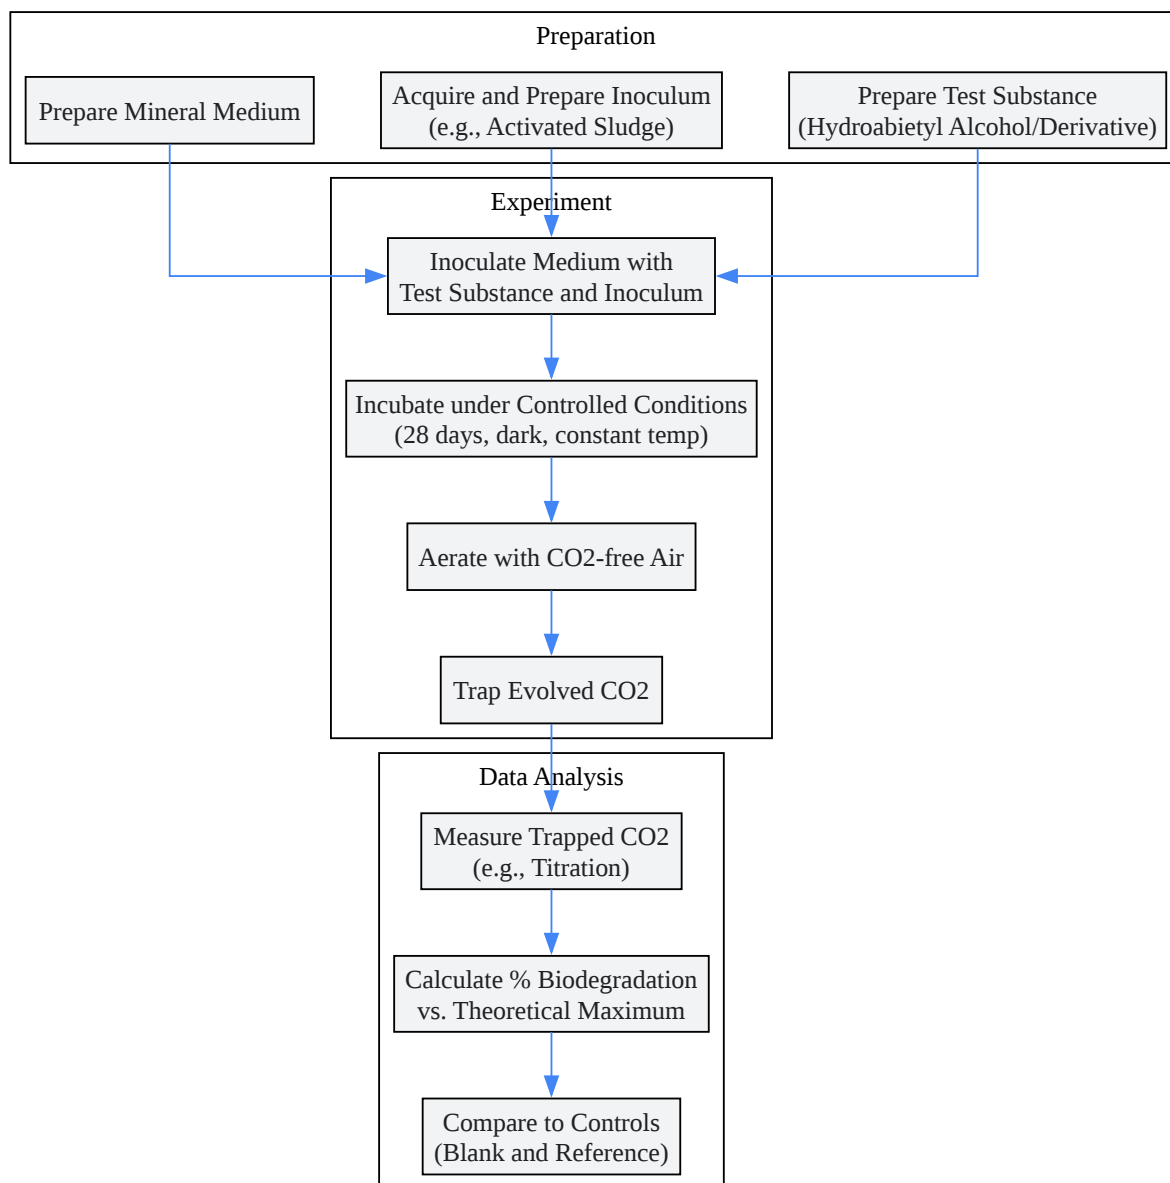 Preparation
Prepare Mineral Medium
Acquire and Prepare Inoculum
(e.g., Activated Sludge)
Prepare Test Substance
(Hydroabietyl Alcohol/Derivative)
Experiment
Inoculate Medium with
Test Substance and Inoculum
Incubate under Controlled Conditions
(28 days, dark, constant temp)
Aerate with CO2-free Air
Trap Evolved CO2
Data Analysis
Measure Trapped CO2
(e.g., Titration)
Calculate % Biodegradation
vs. Theoretical Maximum
Compare to Controls
(Blank and Reference)